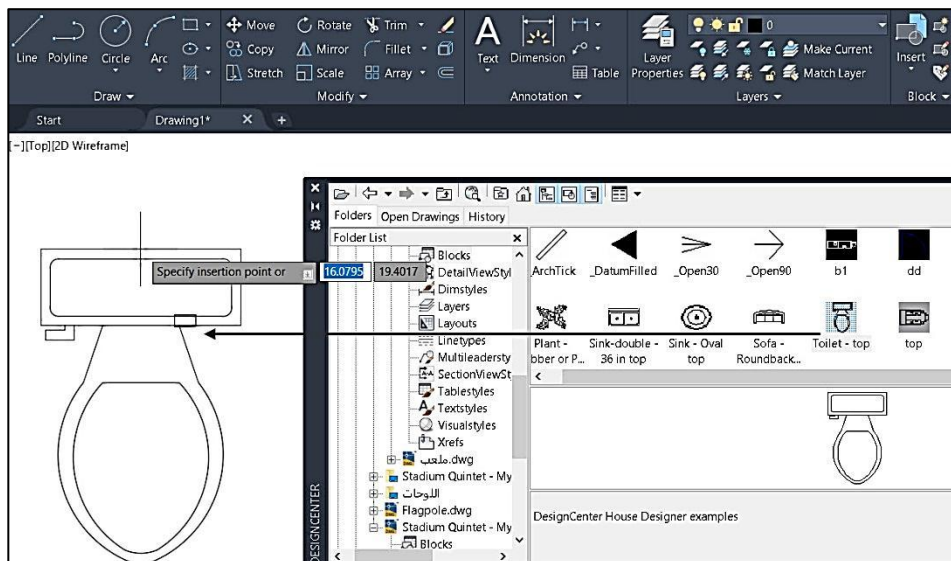 Line Polyline Circle Arc
Move Rotate Trim
Copy Mirror Fillet
Stretch Scale Array
Text Dimension
Table
Layer Properties
0
Make Current
Match Layer
Insert
Draw Modify Annotation Layers Block
Start Drawing1*
[−][Top][2D Wireframe]
Specify insertion point or 16.0795 19.4017
DESIGNCENTER
Folders Open Drawings History
Folder List
Blocks
DetailViewStyl
Dimstyles
Layers
Layouts
Linetypes
Multileadersty
SectionViewSt
Tablestyles
Textstyles
Visualstyles
Xrefs
ملعب.dwg
Stadium Quintet - My
اللوحات
Flagpole.dwg
Stadium Quintet - My
Blocks
_ArchTick _DatumFilled _Open30 _Open90 b1 dd
Plant - Sink-double - Sink - Oval Sofa - Toilet - top top
bber or P... 36 in top top Roundback...
DesignCenter House Designer examples